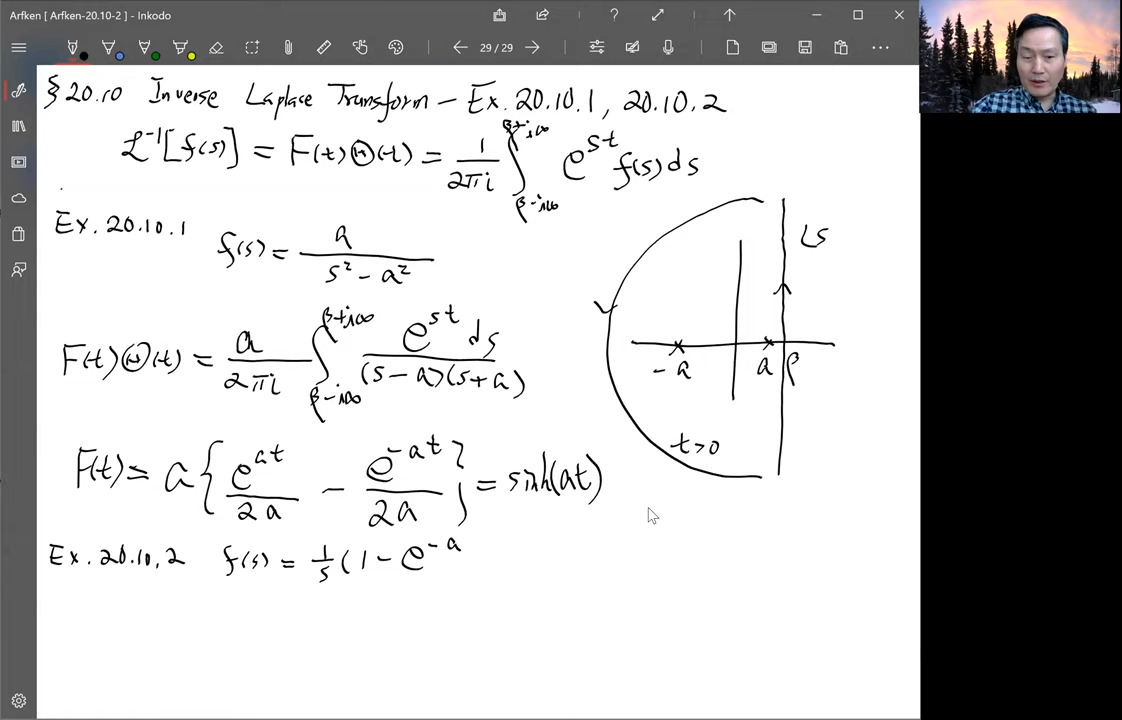 Arfken [ Arfken-20.10-2 ] - Inkodo
29 / 29
§ 20.10 Inverse Laplace Transform – Ex. 20.10.1, 20.10.2
ℒ⁻¹[f(s)] = F(t)Θ(t) = 1/2πi ∫_{β-i∞}^{β+i∞} e^{st} f(s) ds
Ex. 20.10.1 f(s) = a/(s² – a²)
F(t)Θ(t) = a/2πi ∫_{β-i∞}^{β+i∞} e^{st} ds/((s-a)(s+a))
F(t) = a { e^{at}/2a – e^{-at}/2a } = sinh(at)
Ex. 20.10.2 f(s) = 1/s (1 – e^{-a
s
-a
a
β
t>0